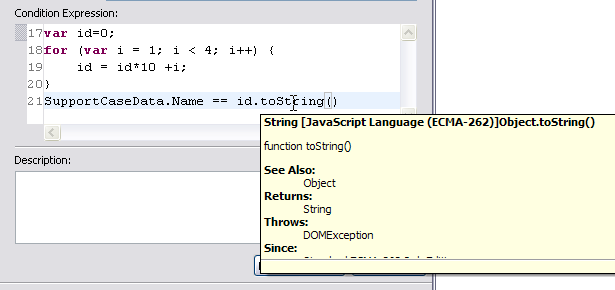 Condition Expression:
17 var id=0;
18 for (var i = 1; i < 4; i++) {
19     id = id*10 +i;
20 }
21 SupportCaseData.Name == id.toString()
String [JavaScript Language (ECMA-262)]Object.toString()
function toString()
Description:
See Also:
Object
Returns:
String
Throws:
DOMException
Since: